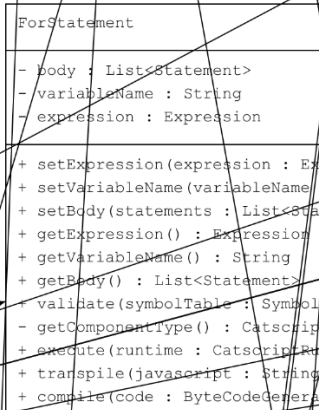 ForStatement
- body : List<Statement>
- variableName : String
- expression : Expression
+ setExpression(expression : Ex
+ setVariableName(variableName
+ setBody(statements : List<Sta
+ getExpression() : Expression
+ getVariableName() : String
+ getBody() : List<Statement>
+ validate(symbolTable : Symbol
- getComponentType() : Catscrip
+ execute(runtime : CatscriptRu
+ transpile(javascript : String
+ compile(code : ByteCodeGenera